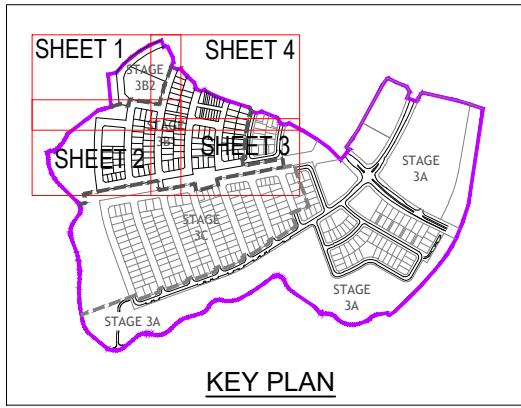 SHEET 1
SHEET 4
STAGE
3B2
STAGE
SHEET 2
SHEET 3
STAGE
3A
STAGE
3C
STAGE
3A
STAGE 3A
KEY PLAN